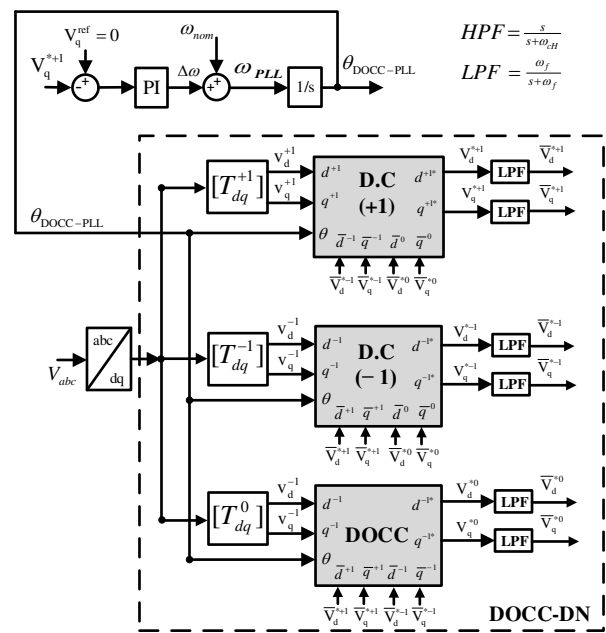 V_q^ref = 0
V_q^{*+1}
- +
PI
Δω
ω_nom
+ +
ω_PLL
1/s
θ_DOCC−PLL
HPF = s / (s+ω_cH)
LPF = ω_f / (s+ω_f)
θ_DOCC−PLL
V_abc
abc
dq
[T_dq^{+1}]
v_d^{+1}
v_q^{+1}
d^{+1}
q^{+1}
θ
D.C
(+1)
d^{+1*}
q^{+1*}
d̅^{−1} q̅^{−1} d̅^0 q̅^0
V̅_d^{*−1} V̅_q^{*−1} V̅_d^{*0} V̅_q^{*0}
V_d^{*+1} LPF V̅_d^{*+1}
V_q^{*+1} LPF V̅_q^{*+1}
[T_dq^{−1}]
v_d^{−1}
v_q^{−1}
d^{−1}
q^{−1}
θ
D.C
(− 1)
d^{−1*}
q^{−1*}
d̅^{+1} q̅^{+1} d̅^0 q̅^0
V̅_d^{*+1} V̅_q^{*+1} V̅_d^{*0} V̅_q^{*0}
V_d^{*−1} LPF V̅_d^{*−1}
V_q^{*−1} LPF V̅_q^{*−1}
[T_dq^0]
v_d^{−1}
v_q^{−1}
d^{−1}
q^{−1}
θ
DOCC
d^{−1*}
q^{−1*}
d̅^{+1} q̅^{+1} d̅^{−1} q̅^{−1}
V̅_d^{*+1} V̅_q^{*+1} V̅_d^{*−1} V̅_q^{*−1}
V_d^{*0} LPF V̅_d^{*0}
V_q^{*0} LPF V̅_q^{*0}
DOCC-DN